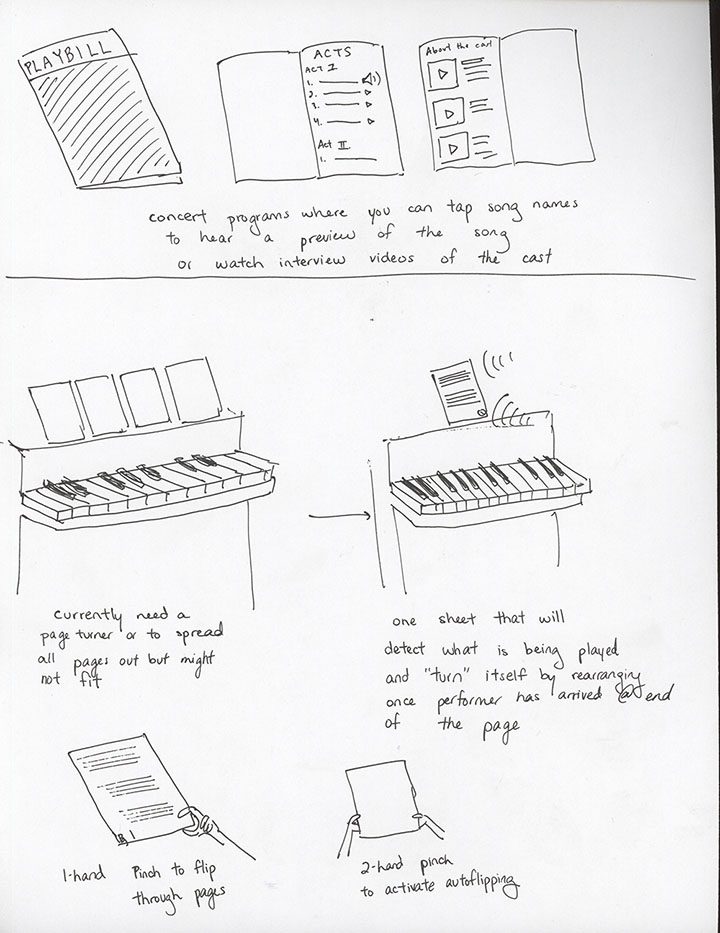 PLAYBILL
ACTS
ACT I
1.
2.
3.
4.
Act II
1.
About the cast
concert programs where you can tap song names
to hear a preview of the song
or watch interview videos of the cast
currently need a
page turner or to spread
all pages out but might
not fit
one sheet that will
detect what is being played
and "turn" itself by rearranging
once performer has arrived @ end
of the page
1-hand Pinch to flip
through pages
2-hand pinch
to activate autoflipping